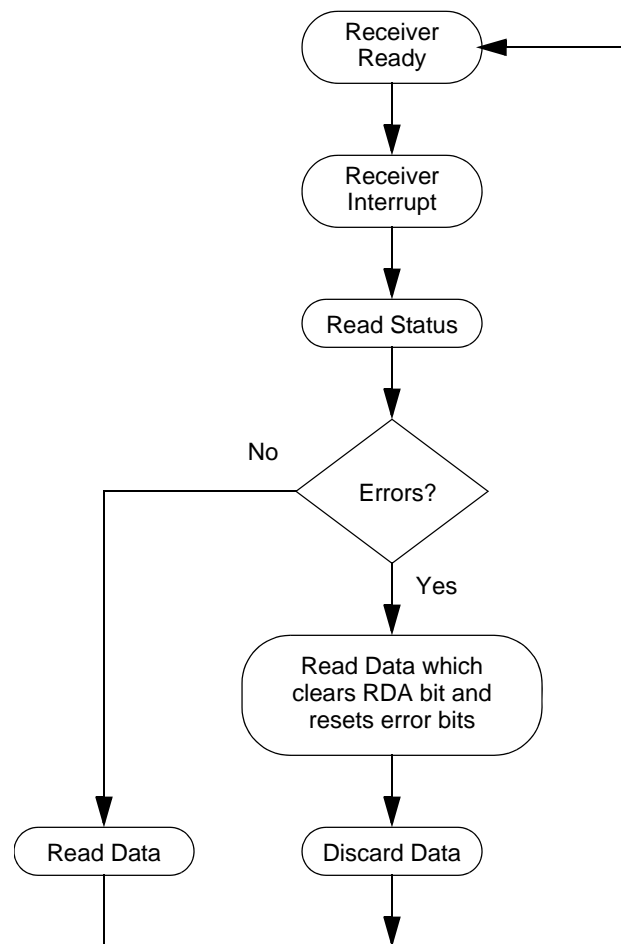 Receiver
Ready
Receiver
Interrupt
Read Status
No
Errors?
Yes
Read Data which
clears RDA bit and
resets error bits
Read Data
Discard Data